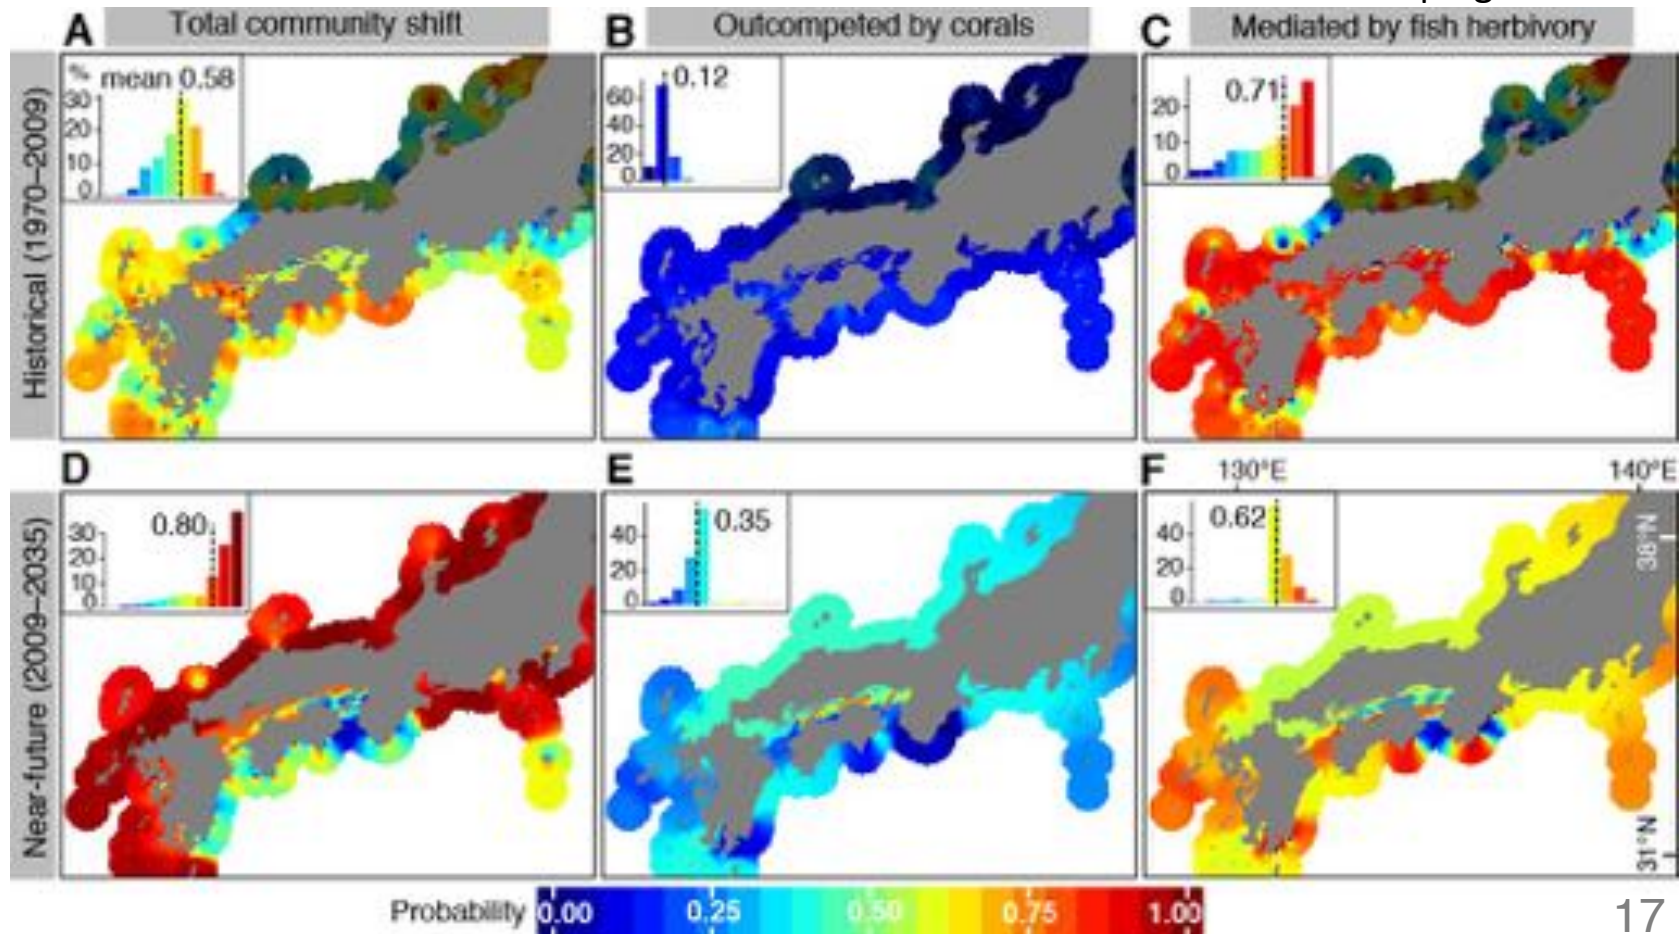 A Total community shift
B Outcompeted by corals
C Mediated by fish herbivory
Historical (1970–2009)
% mean 0.58
30
20
10
0
0.12
60
40
20
0
0.71
20
10
0
D
E
F 130°E 140°E
Near-future (2009–2035)
0.80
30
20
10
0
0.35
40
20
0
0.62
40
20
0
38°N
31°N
Probability 0.00 0.25 0.50 0.75 1.00
17